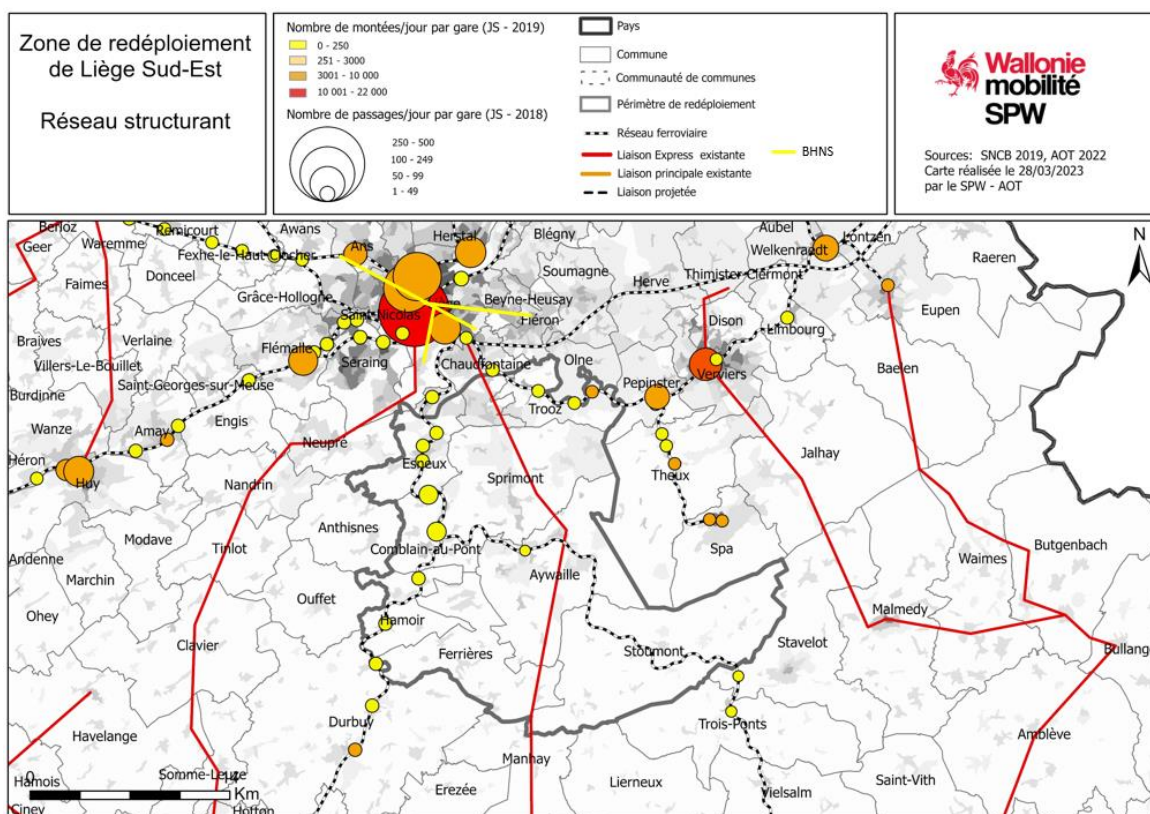 Zone de redéploiement
de Liège Sud-Est
Réseau structurant
Nombre de montées/jour par gare (JS - 2019)
0 - 250
251 - 3000
3001 - 10 000
10 001 - 22 000
Nombre de passages/jour par gare (JS - 2018)
250 - 500
100 - 249
50 - 99
1 - 49
Pays
Commune
Communauté de communes
Périmètre de redéploiement
Réseau ferroviaire
Liaison Express existante
Liaison principale existante
Liaison projetée
BHNS
Wallonie
mobilité
SPW
Sources: SNCB 2019, AOT 2022
Carte réalisée le 28/03/2023
par le SPW - AOT
N
Berloz
Geer
Waremme
Remicourt
Awans
Fexhe-le-Haut-Clocher
Ans
Herstal
Blégny
Aubel
Welkenraedt
Lontzen
Raeren
Faimes
Donceel
Grâce-Hollogne
Saint-Nicolas
Beyne-Heusay
Soumagne
Herve
Thimister-Clermont
Fléron
Dison
Limbourg
Eupen
Braives
Verlaine
Villers-Le-Bouillet
Flémalle
Seraing
Chaudfontaine
Olne
Pepinster
Verviers
Baelen
Burdinne
Saint-Georges-sur-Meuse
Engis
Trooz
Wanze
Amay
Neupré
Héron
Huy
Nandrin
Esneux
Sprimont
Theux
Jalhay
Modave
Tinlot
Anthisnes
Spa
Andenne
Marchin
Comblain-au-Pont
Aywaille
Waimes
Butgenbach
Ohey
Ouffet
Hamoir
Malmedy
Clavier
Ferrières
Stoumont
Stavelot
Bullange
Durbuy
Trois-Ponts
Havelange
Manhay
Amblève
Hamois
Somme-Leuze
Erezée
Lierneux
Saint-Vith
Vielsalm
Ciney
Hotton
0
Km